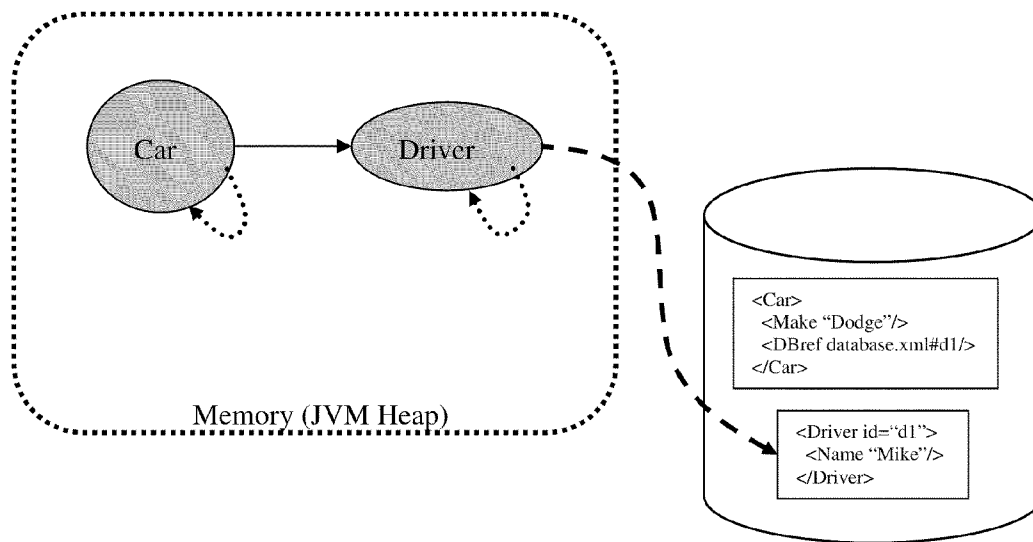 Car
Driver
Memory (JVM Heap)
<Car>
<Make “Dodge”/>
<DBref database.xml#d1/>
</Car>
<Driver id=“d1”>
<Name “Mike”/>
</Driver>